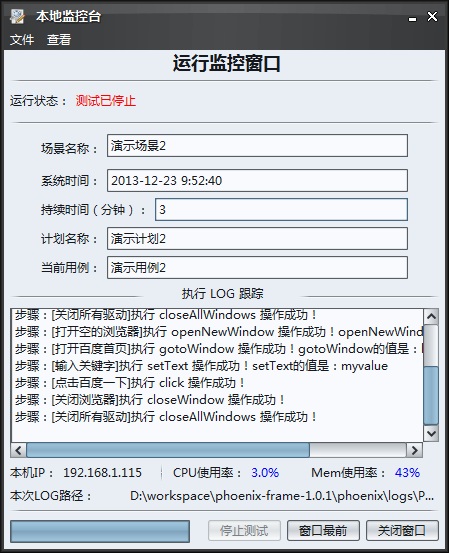 本地监控台
文件 查看
运行监控窗口
运行状态： 测试已停止
场景名称： 演示场景2
系统时间： 2013-12-23 9:52:40
持续时间（分钟）： 3
计划名称： 演示计划2
当前用例： 演示用例2
执行 LOG 跟踪
步骤：[关闭所有驱动]执行 closeAllWindows 操作成功！
步骤：[打开空的浏览器]执行 openNewWindow 操作成功！openNewWind
步骤：[打开百度首页]执行 gotoWindow 操作成功！gotoWindow的值是：
步骤：[输入关键字]执行 setText 操作成功！setText的值是：myvalue
步骤：[点击百度一下]执行 click 操作成功！
步骤：[关闭浏览器]执行 closeWindow 操作成功！
步骤：[关闭所有驱动]执行 closeAllWindows 操作成功！
本机IP： 192.168.1.115 CPU使用率： 3.0% Mem使用率： 43%
本次LOG路径： D:\workspace\phoenix-frame-1.0.1\phoenix\logs\P...
停止测试 窗口最前 关闭窗口